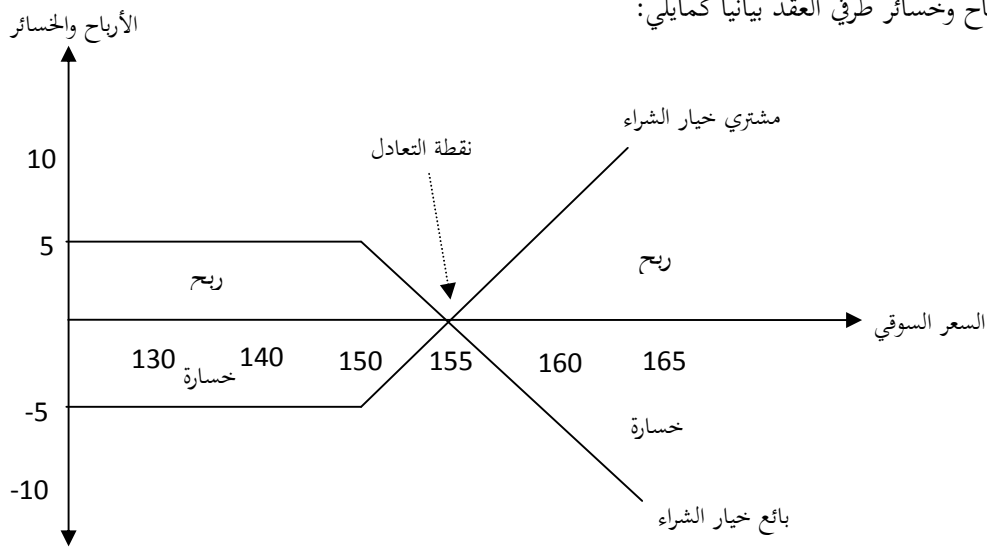 وخسائر طرفي العقد بيانيا كمايلي:
الأرباح والخسائر
مشتري خيار الشراء
نقطة التعادل
10
5
ربح
ربح
السعر السوقي
130 140 150 155 160 165
خسارة
-5
خسارة
-10
بائع خيار الشراء